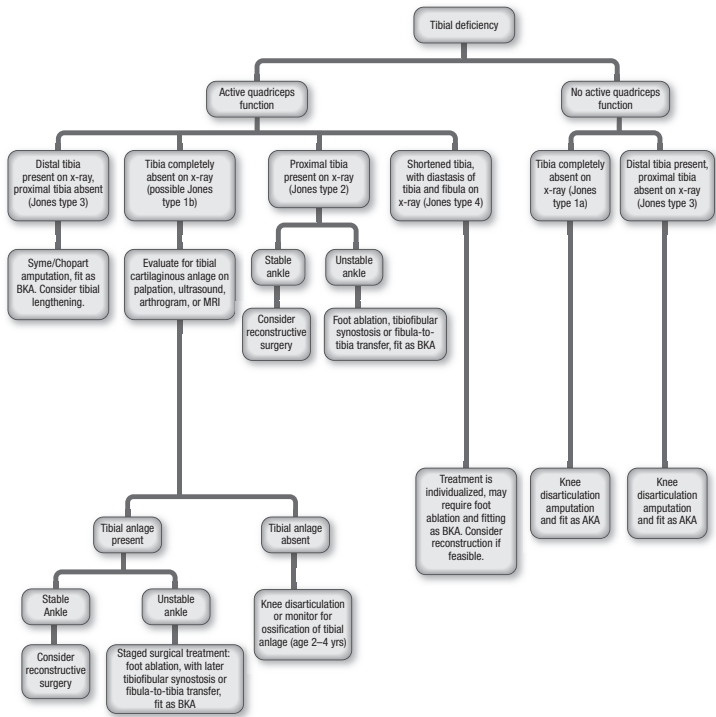 Tibial deficiency
Active quadriceps
function
No active quadriceps
function
Distal tibia
present on x-ray,
proximal tibia absent
(Jones type 3)
Tibia completely
absent on x-ray
(possible Jones
type 1b)
Proximal tibia
present on x-ray
(Jones type 2)
Shortened tibia,
with diastasis of
tibia and fibula on
x-ray (Jones type 4)
Tibia completely
absent on
x-ray (Jones
type 1a)
Distal tibia present,
proximal tibia
absent on x-ray
(Jones type 3)
Syme/Chopart
amputation, fit as
BKA. Consider tibial
lengthening.
Evaluate for tibial
cartilaginous anlage on
palpation, ultrasound,
arthrogram, or MRI
Stable
ankle
Unstable
ankle
Consider
reconstructive
surgery
Foot ablation, tibiofibular
synostosis or fibula-to-
tibia transfer, fit as BKA
Treatment is
individualized, may
require foot
ablation and fitting
as BKA. Consider
reconstruction if
feasible.
Knee
disarticulation
amputation
and fit as AKA
Knee
disarticulation
amputation
and fit as AKA
Tibial anlage
present
Tibial anlage
absent
Stable
Ankle
Unstable
ankle
Knee disarticulation
or monitor for
ossification of tibial
anlage (age 2–4 yrs)
Consider
reconstructive
surgery
Staged surgical treatment:
foot ablation, with later
tibiofibular synostosis or
fibula-to-tibia transfer,
fit as BKA